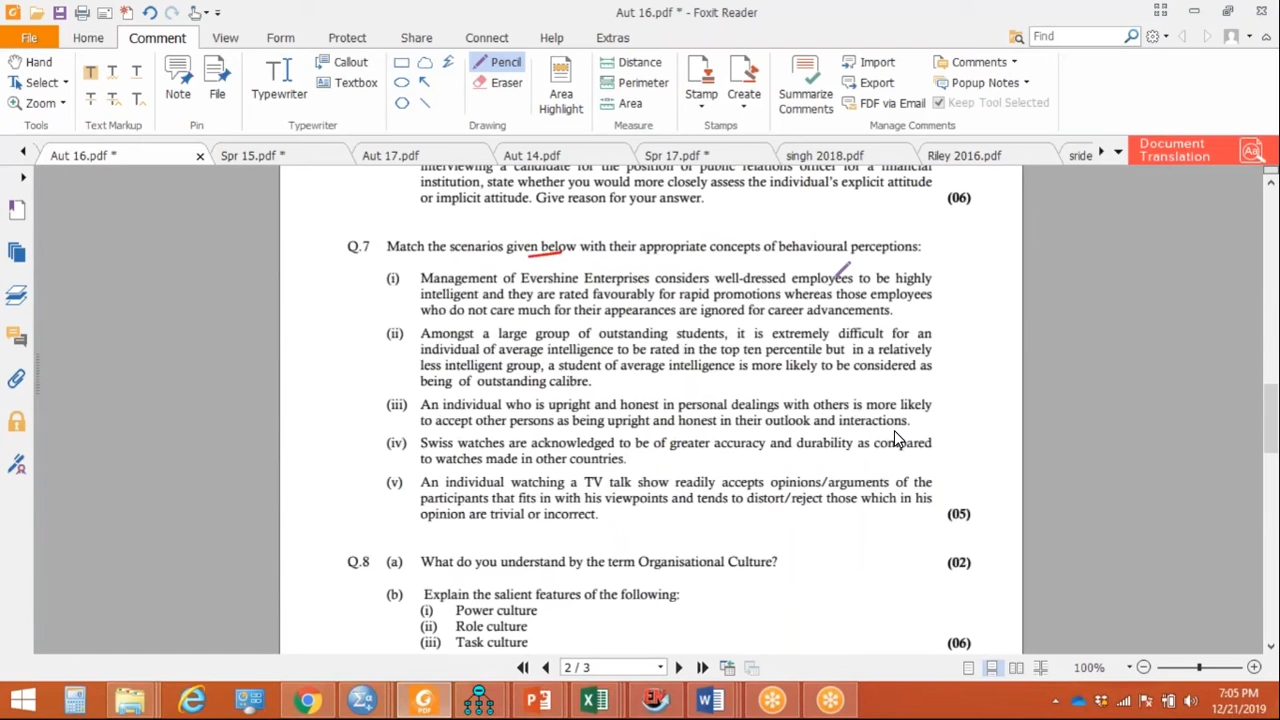 Aut 16.pdf * - Foxit Reader
File Home Comment View Form Protect Share Connect Help Extras Find
Hand Select Zoom Tools
Text Markup
Note File Pin
Typewriter Callout Textbox Typewriter
Pencil Eraser Area Highlight Drawing
Distance Perimeter Area Measure
Stamp Create Stamps
Summarize Comments Import Export FDF via Email Comments Popup Notes Keep Tool Selected Manage Comments
Aut 16.pdf * Spr 15.pdf * Aut 17.pdf Aut 14.pdf Spr 17.pdf * singh 2018.pdf Riley 2016.pdf sride
Document Translation
interviewing a candidate for the position of public relations officer for a financial
institution, state whether you would more closely assess the individual's explicit attitude
or implicit attitude. Give reason for your answer. (06)
Q.7 Match the scenarios given below with their appropriate concepts of behavioural perceptions:
(i) Management of Evershine Enterprises considers well-dressed employees to be highly
intelligent and they are rated favourably for rapid promotions whereas those employees
who do not care much for their appearances are ignored for career advancements.
(ii) Amongst a large group of outstanding students, it is extremely difficult for an
individual of average intelligence to be rated in the top ten percentile but in a relatively
less intelligent group, a student of average intelligence is more likely to be considered as
being of outstanding calibre.
(iii) An individual who is upright and honest in personal dealings with others is more likely
to accept other persons as being upright and honest in their outlook and interactions.
(iv) Swiss watches are acknowledged to be of greater accuracy and durability as compared
to watches made in other countries.
(v) An individual watching a TV talk show readily accepts opinions/arguments of the
participants that fits in with his viewpoints and tends to distort/reject those which in his
opinion are trivial or incorrect. (05)
Q.8 (a) What do you understand by the term Organisational Culture? (02)
(b) Explain the salient features of the following:
(i) Power culture
(ii) Role culture
(iii) Task culture (06)
2 / 3 100%
7:05 PM
12/21/2019